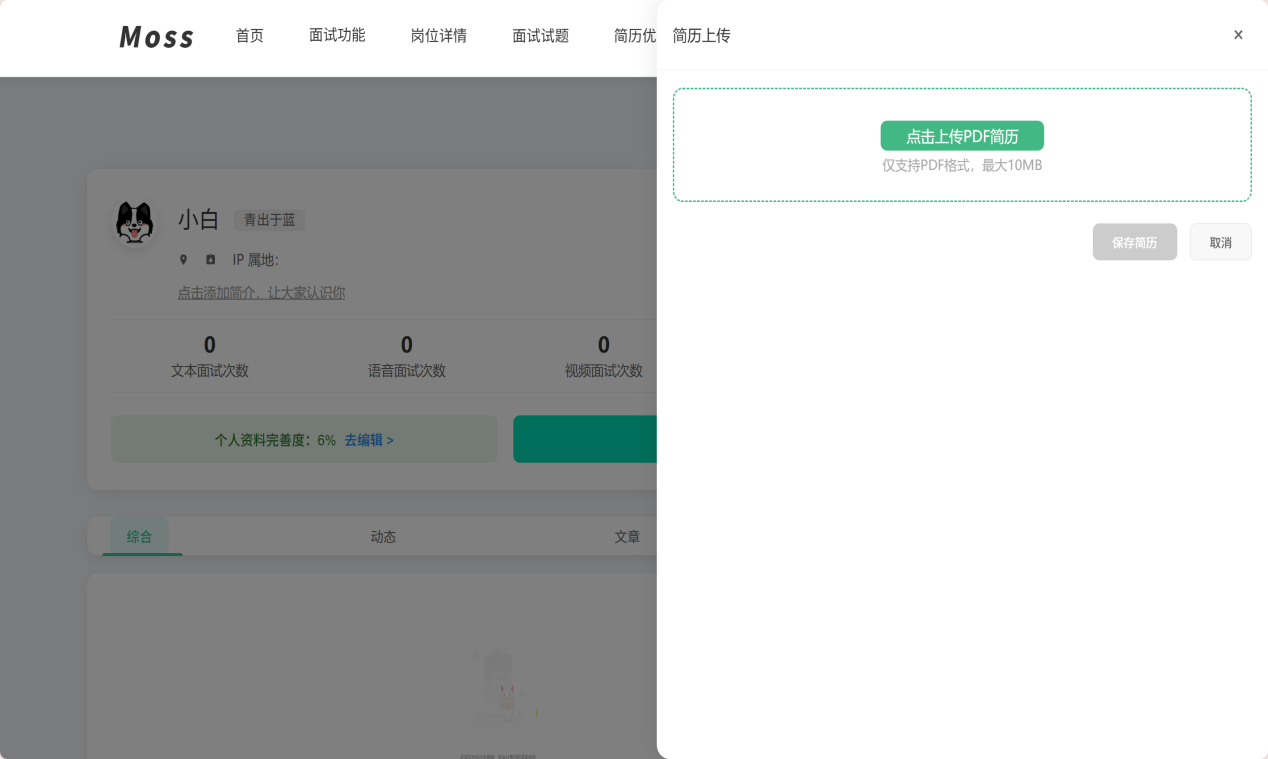 Moss
首页
面试功能
岗位详情
面试试题
简历优
简历上传
×
点击上传PDF简历
仅支持PDF格式，最大10MB
保存简历
取消
小白
青出于蓝
IP 属地：
点击添加简介，让大家认识你
0
文本面试次数
0
语音面试次数
0
视频面试次数
个人资料完善度：6% 去编辑 >
综合
动态
文章